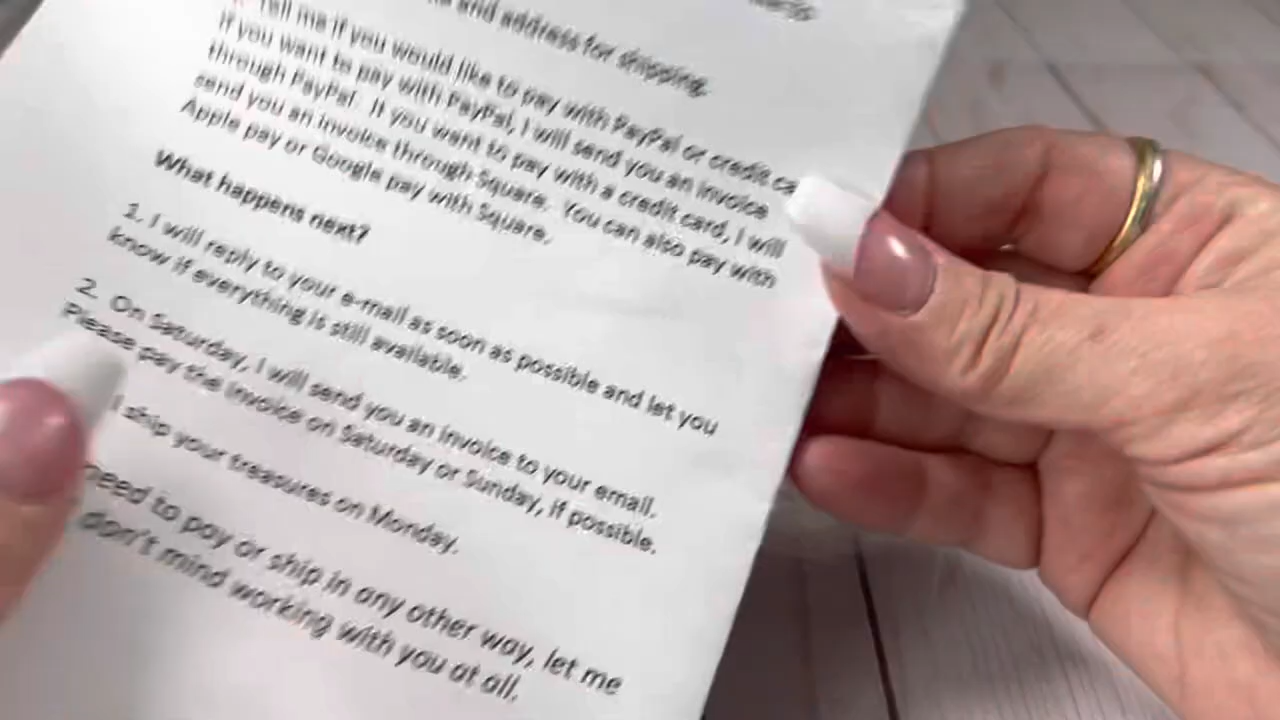 and address for shipping.
Tell me if you would like to pay with PayPal or credit
If you want to pay with PayPal, I will send you an invoice
through PayPal. If you want to pay with a credit card, I will
send you an invoice through Square. You can also pay with
Apple pay or Google pay with Square.
What happens next?
1. I will reply to your e-mail as soon as possible and let you
know if everything is still available.
2. On Saturday, I will send you an invoice to your email.
Please pay the invoice on Saturday or Sunday, if possible.
I ship your treasures on Monday.
need to pay or ship in any other way, let me
don't mind working with you at all.